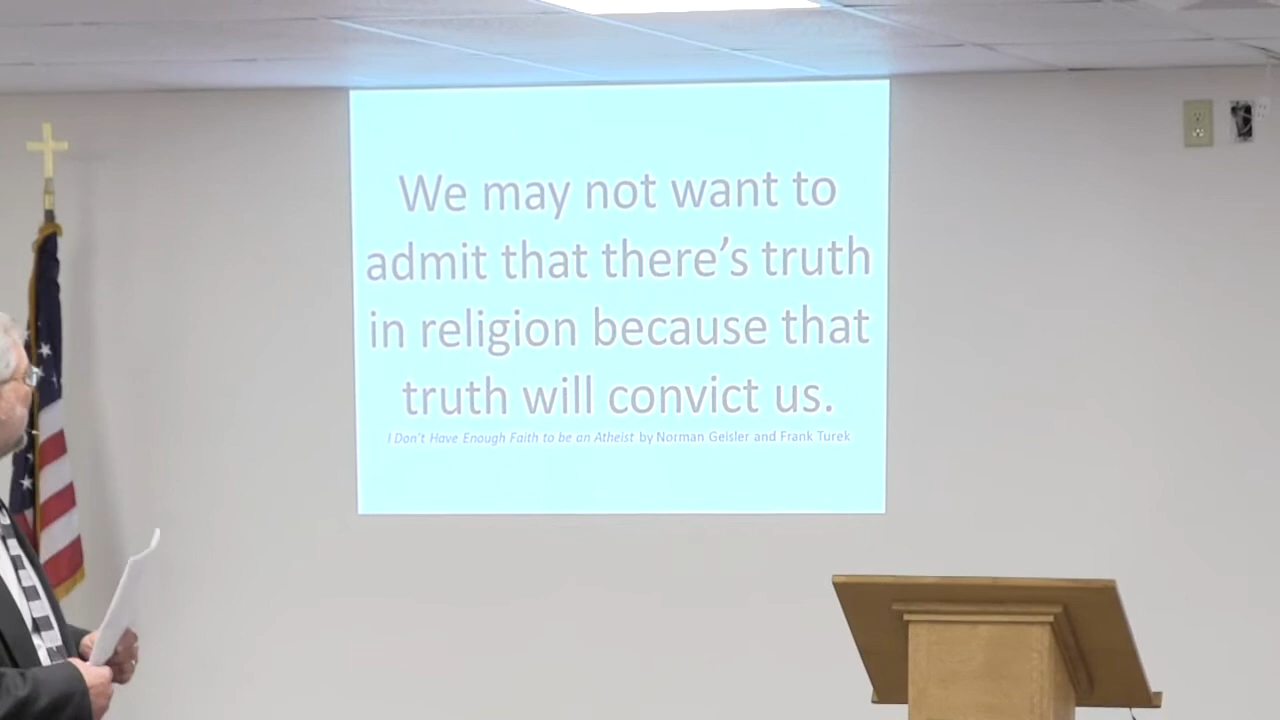 We may not want to
admit that there's truth
in religion because that
truth will convict us.
I Don't Have Enough Faith to be an Atheist by Norman Geisler and Frank Turek